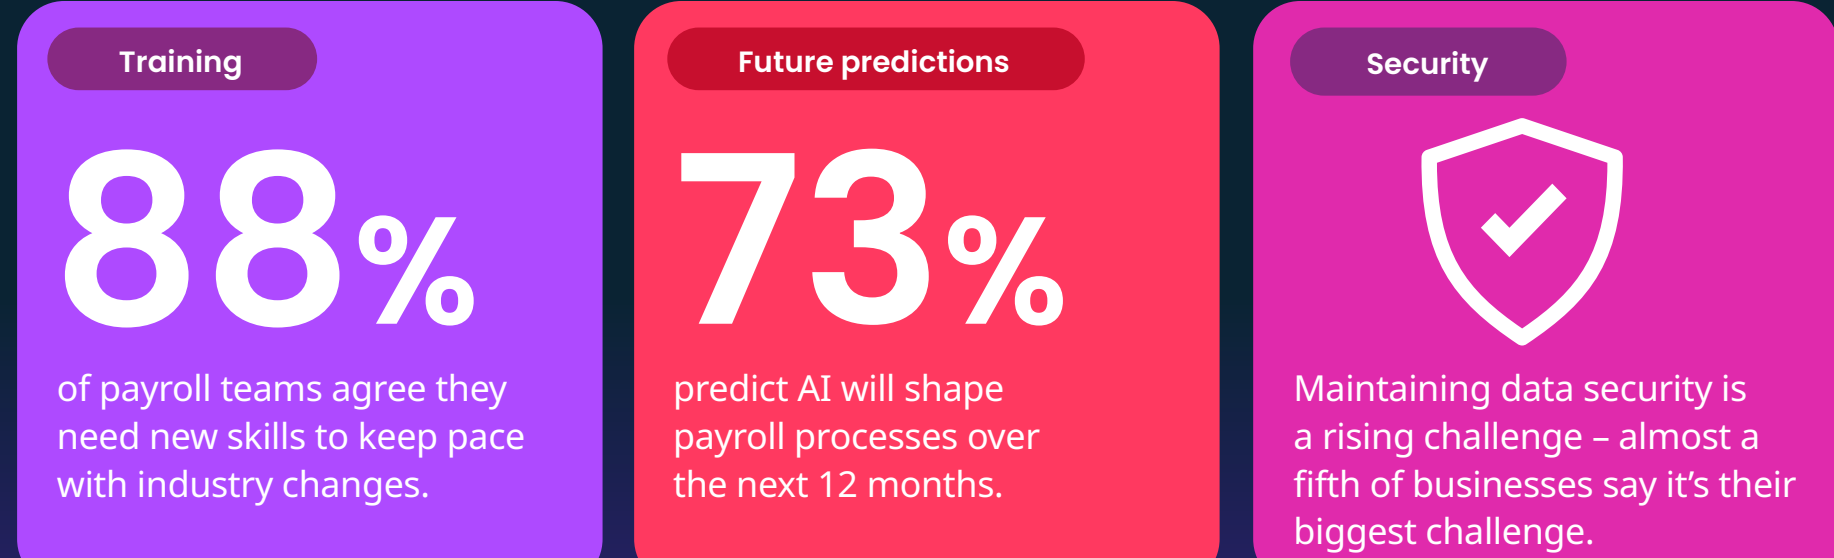 Training
88%
of payroll teams agree they
need new skills to keep pace
with industry changes.
Future predictions
73%
predict AI will shape
payroll processes over
the next 12 months.
Security
Maintaining data security is
a rising challenge – almost a
fifth of businesses say it’s their
biggest challenge.